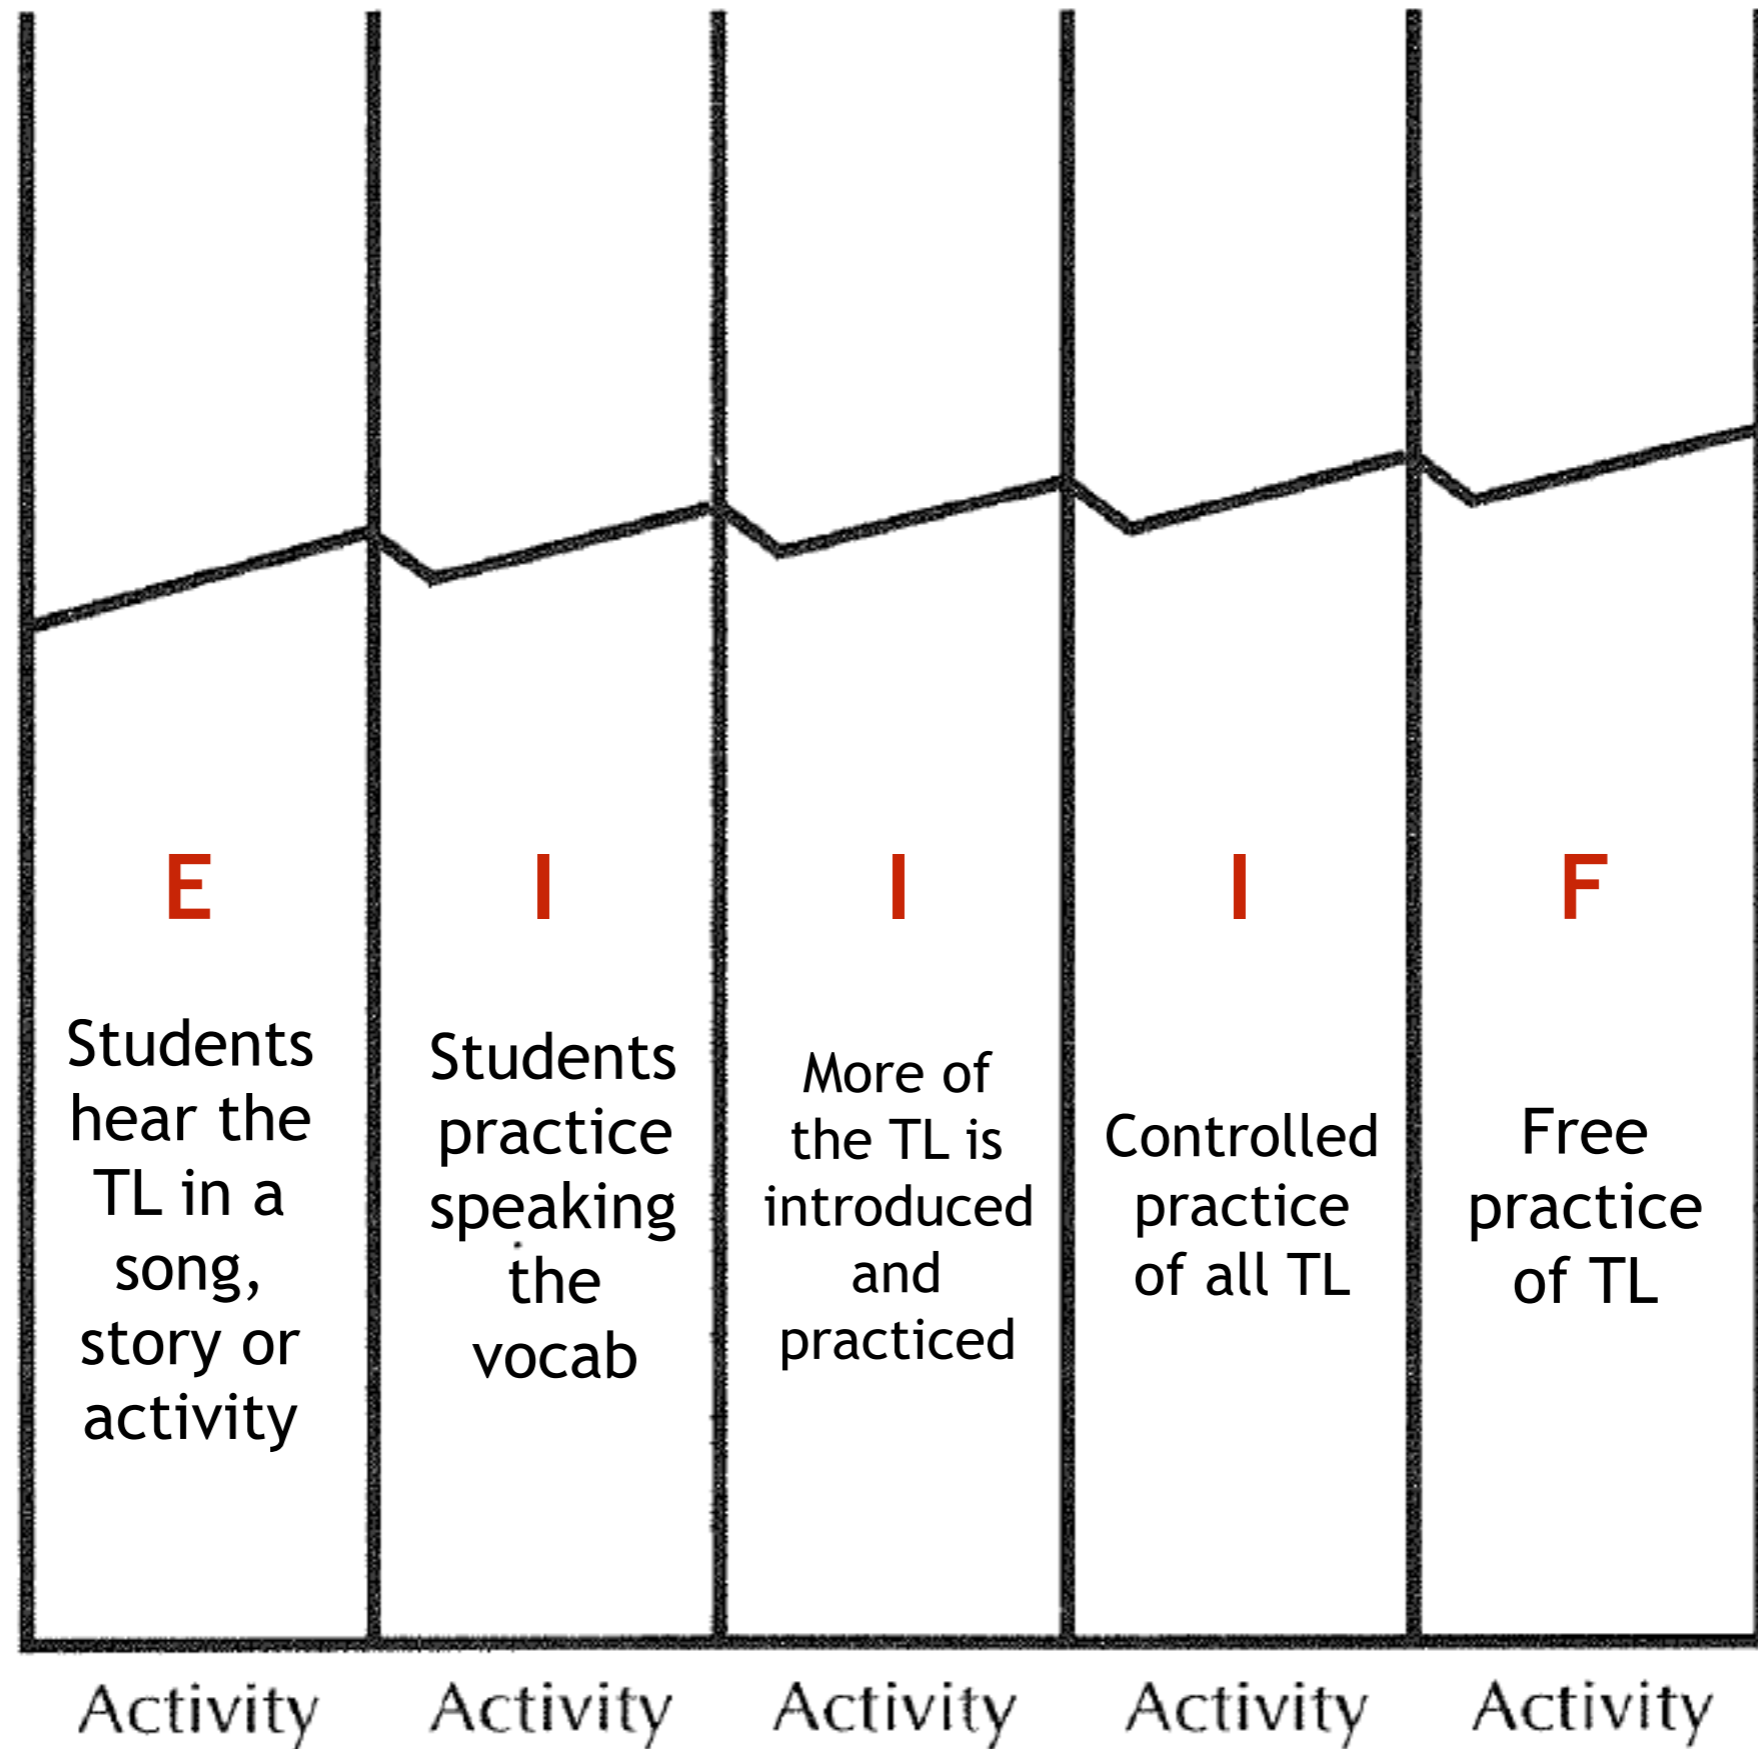 E
I
I
I
F
Students
hear the
TL in a
song,
story or
activity
Students
practice
speaking
the
vocab
More of
the TL is
introduced
and
practiced
Controlled
practice
of all TL
Free
practice
of TL
Activity
Activity
Activity
Activity
Activity